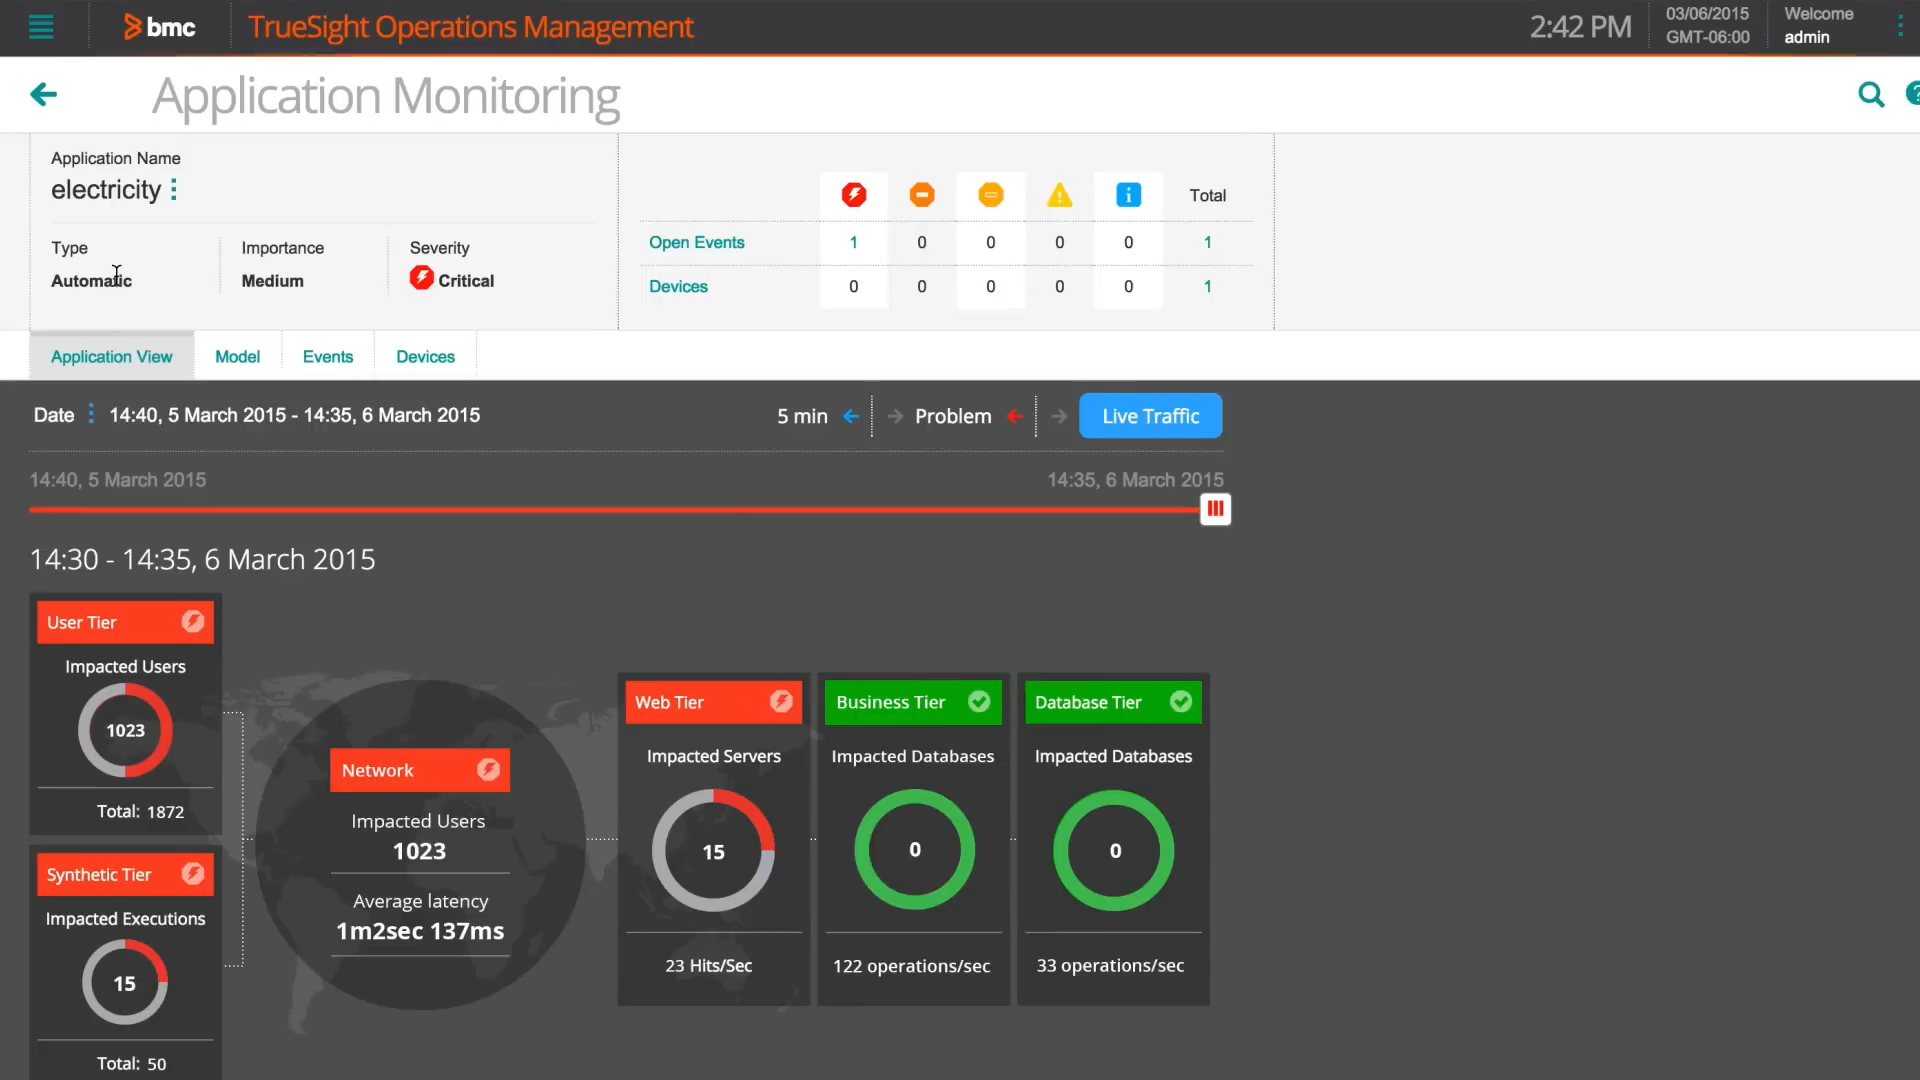 bmc
TrueSight Operations Management
2:42 PM
03/06/2015
GMT-06:00
Welcome
admin
Application Monitoring
?
Application Name
electricity
Type
Importance
Severity
Automatic
Medium
Critical
Total
Open Events 1 0 0 0 0 1
Devices 0 0 0 0 0 1
Application View
Model
Events
Devices
Date 14:40, 5 March 2015 - 14:35, 6 March 2015
5 min
Problem
Live Traffic
14:40, 5 March 2015
14:35, 6 March 2015
14:30 - 14:35, 6 March 2015
User Tier
Impacted Users
1023
Total: 1872
Synthetic Tier
Impacted Executions
15
Total: 50
Network
Impacted Users
1023
Average latency
1m2sec 137ms
Web Tier
Impacted Servers
15
23 Hits/Sec
Business Tier
Impacted Databases
0
122 operations/sec
Database Tier
Impacted Databases
0
33 operations/sec